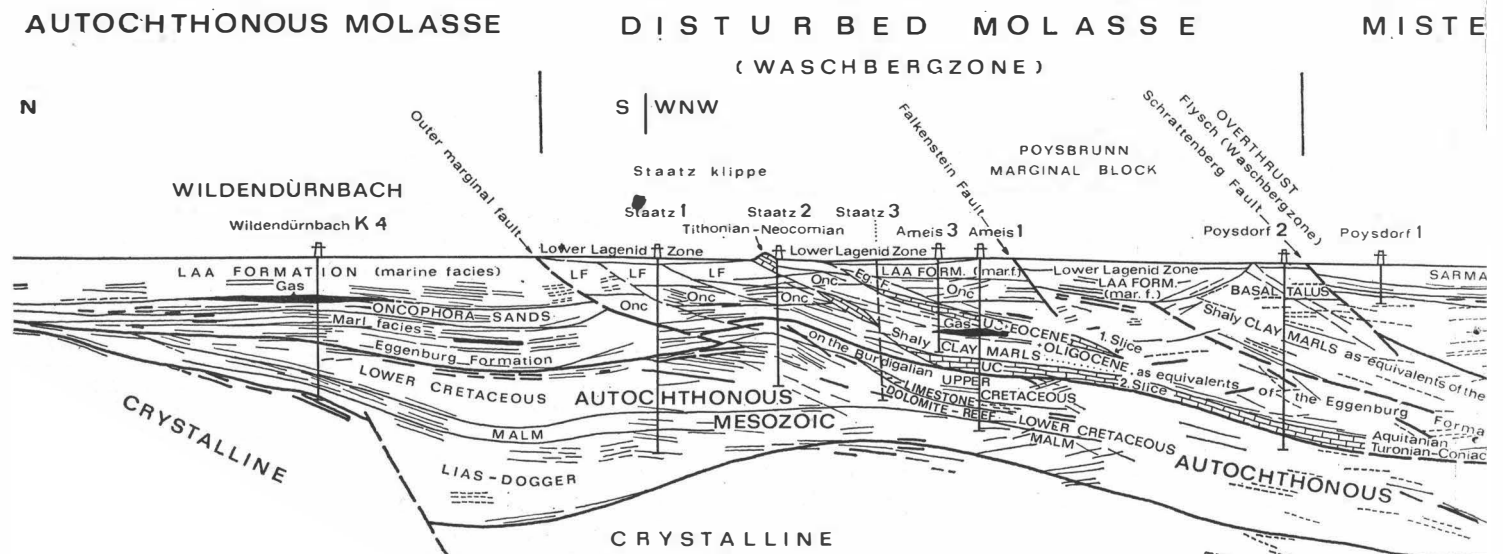 AUTOCHTHONOUS MOLASSE
DISTURBED MOLASSE
MISTE
(WASCHBERGZONE)
N
S
WNW
Outer marginal fault
Staatz klippe
Falkenstein Fault
POYSBRUNN
MARGINAL BLOCK
OVERTHRUST
Flysch (Waschbergzone)
Schrattenberg Fault
WILDENDÜRNBACH
Wildendürnbach K 4
Staatz 1
Staatz 2
Staatz 3
Tithonian-Neocomian
Ameis 3
Ameis 1
Poysdorf 2
Poysdorf 1
Lower Lagenid Zone
Lower Lagenid Zone
Lower Lagenid Zone
LAA FORMATION (marine facies)
LF
LF
LF
LAA FORM. (mar.f.)
LAA FORM.
(mar. f.)
SARMA
Gas
Onc
Onc
Onc
Onc
Onc
Eg. F.
BASAL TALUS
ONCOPHORA SANDS
Marl facies
Eggenburg Formation
Gas
U. EOCENE
1. Slice
Shaly CLAY MARLS
OLIGOCENE
as equivalents
of the Eggenburg
Forma
Shaly CLAY MARLS as equivalents of the
on the Burdigalian
UC
2. Slice
UPPER
CRETACEOUS
LIMESTONE
DOLOMITE-REEF
LOWER CRETACEOUS
MALM
LOWER CRETACEOUS
AUTOCHTHONOUS
MESOZOIC
MALM
LIAS-DOGGER
Aquitanian
Turonian-Coniac
AUTOCHTHONOUS
CRYSTALLINE
CRYSTALLINE